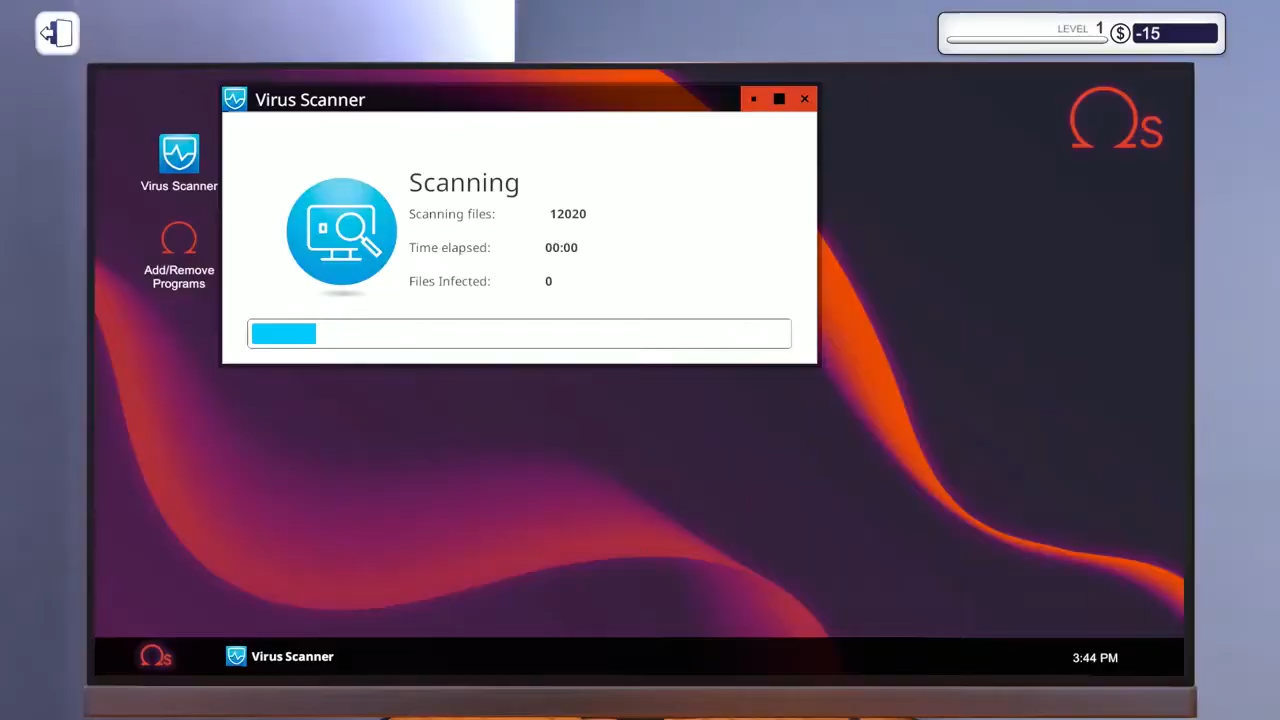 LEVEL 1 $ -15
Virus Scanner
Ωs
Virus Scanner
Scanning
Scanning files: 12020
Add/Remove
Programs
Time elapsed: 00:00
Files Infected: 0
Ωs Virus Scanner 3:44 PM